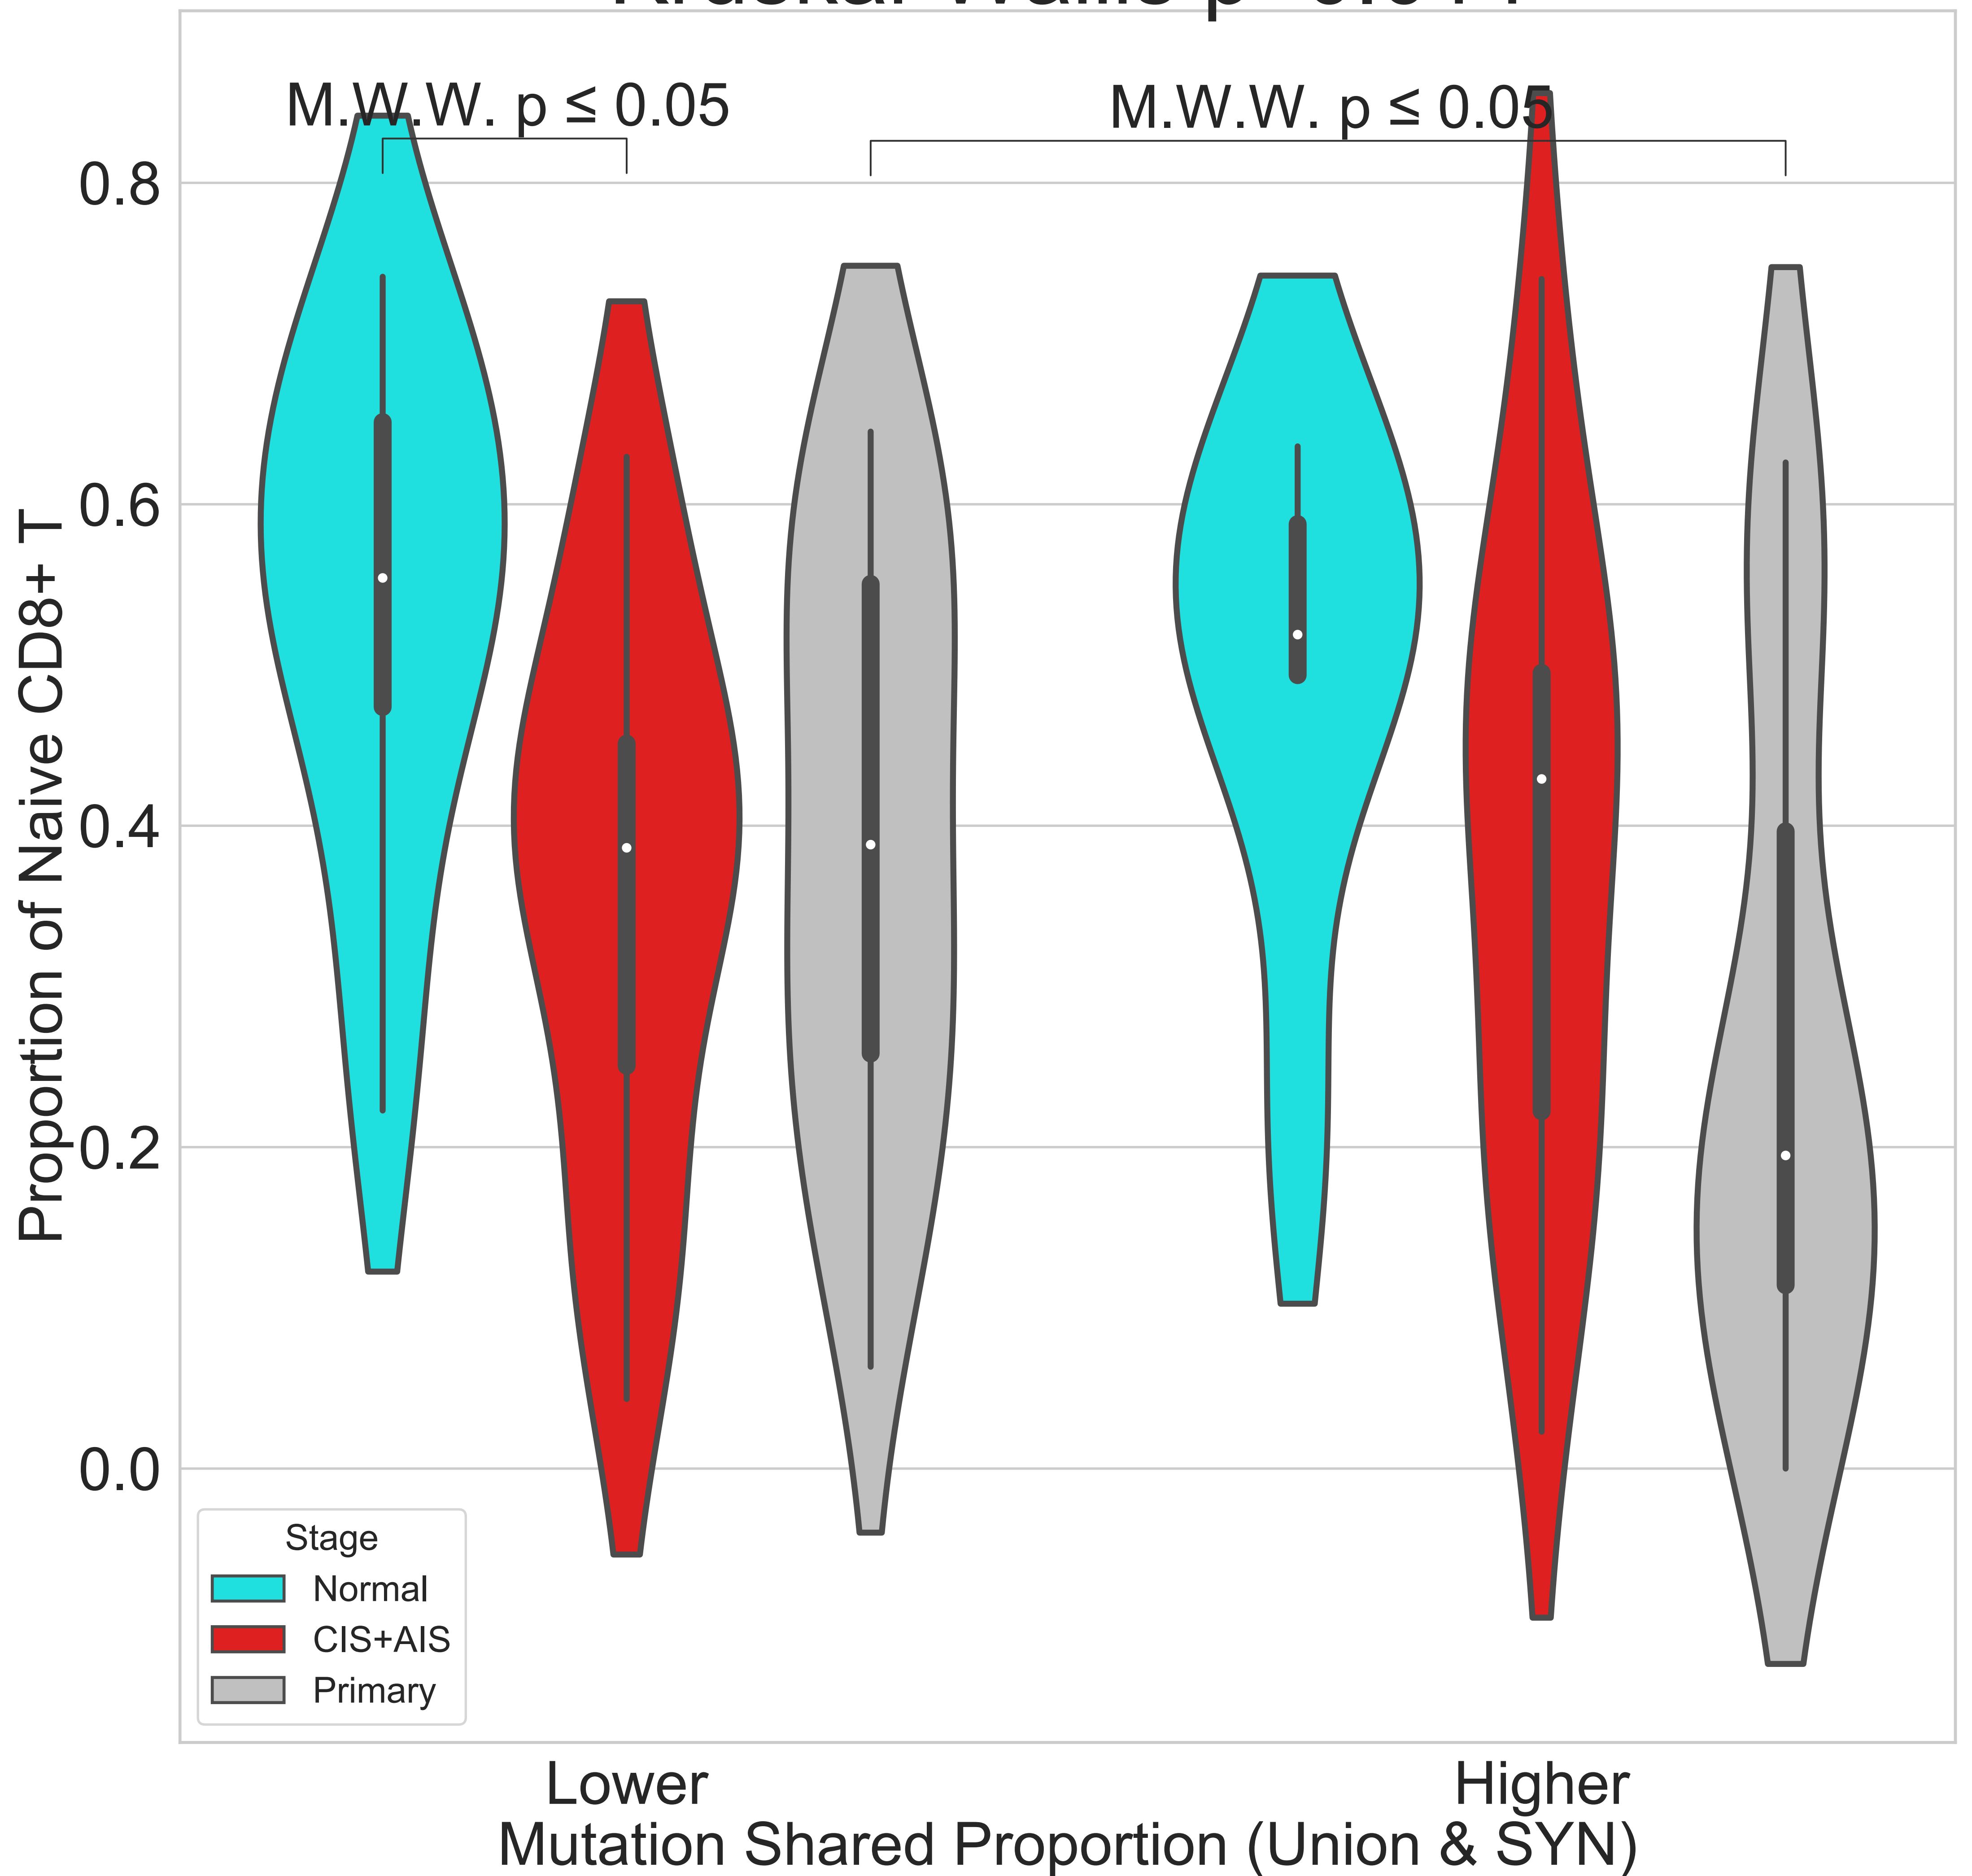 M.W.W. p ≤ 0.05
M.W.W. p ≤ 0.05
0.8
0.6
0.4
0.2
0.0
Proportion of Naive CD8+ T
Stage
Normal
CIS+AIS
Primary
Lower
Higher
Mutation Shared Proportion (Union & SYN)